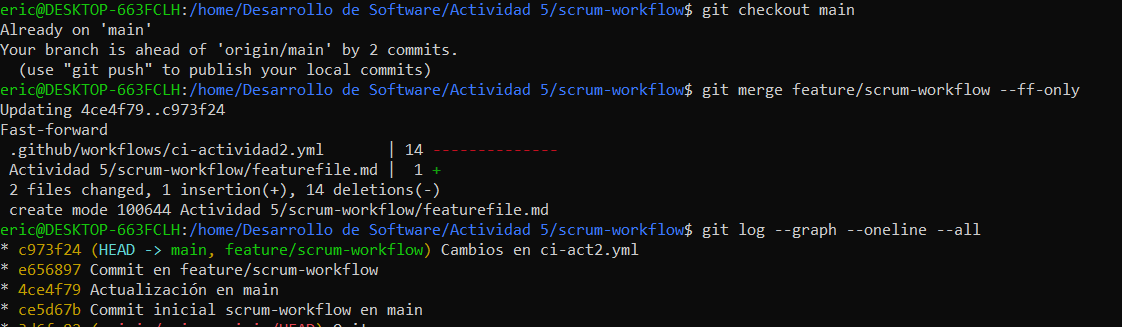 eric@DESKTOP-663FCLH:/home/Desarrollo de Software/Actividad 5/scrum-workflow$ git checkout main
Already on 'main'
Your branch is ahead of 'origin/main' by 2 commits.
  (use "git push" to publish your local commits)
eric@DESKTOP-663FCLH:/home/Desarrollo de Software/Actividad 5/scrum-workflow$ git merge feature/scrum-workflow --ff-only
Updating 4ce4f79..c973f24
Fast-forward
 .github/workflows/ci-actividad2.yml       | 14 --------------
 Actividad 5/scrum-workflow/featurefile.md |  1 +
 2 files changed, 1 insertion(+), 14 deletions(-)
 create mode 100644 Actividad 5/scrum-workflow/featurefile.md
eric@DESKTOP-663FCLH:/home/Desarrollo de Software/Actividad 5/scrum-workflow$ git log --graph --oneline --all
* c973f24 (HEAD -> main, feature/scrum-workflow) Cambios en ci-act2.yml
* e656897 Commit en feature/scrum-workflow
* 4ce4f79 Actualización en main
* ce5d67b Commit inicial scrum-workflow en main